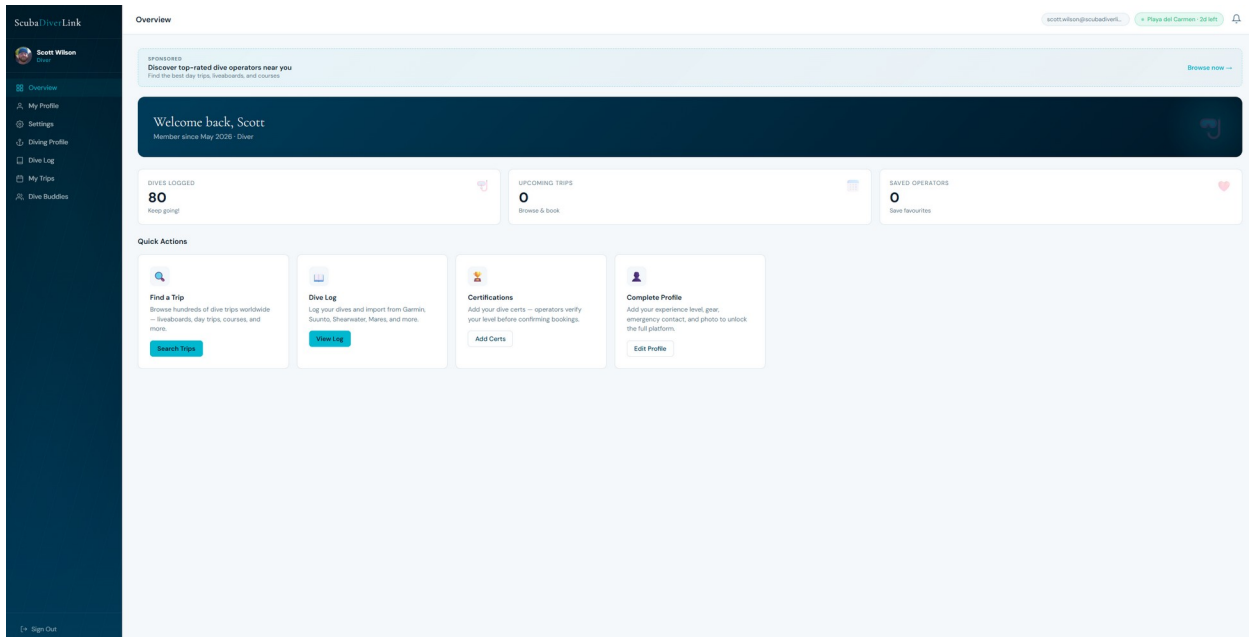 ScubaDiverLink
Overview
scott.wilson@scubadiverli...
Playa del Carmen · 2d left
Scott Wilson
Diver
Overview
My Profile
Settings
Diving Profile
Dive Log
My Trips
Dive Buddies
Sign Out
SPONSORED
Discover top-rated dive operators near you
Find the best day trips, liveaboards, and courses
Browse now →
Welcome back, Scott
Member since May 2026 · Diver
DIVES LOGGED
80
Keep going!
UPCOMING TRIPS
0
Browse & book
SAVED OPERATORS
0
Save favourites
Quick Actions
Find a Trip
Browse hundreds of dive trips worldwide
— liveaboards, day trips, courses, and
more.
Search Trips
Dive Log
Log your dives and import from Garmin,
Suunto, Shearwater, Mares, and more.
View Log
Certifications
Add your dive certs — operators verify
your level before confirming bookings.
Add Certs
Complete Profile
Add your experience level, gear,
emergency contact, and photo to unlock
the full platform.
Edit Profile